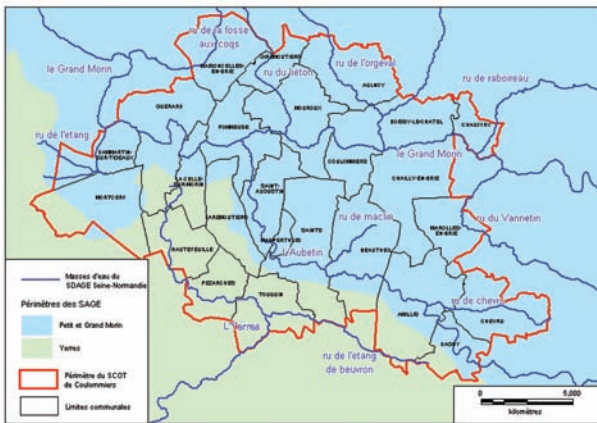 ru de la fosse
aux coqs
GIREMOUTIERS
MARONCELLES-
EN-BRIE
ru du lieton
ru de l'orgeval
AULNOY
le Grand Morin
ru de raboireau
GUERARD
MOUROUX
BOISSY-LE-CHATEL
CHAUFFRY
POMMEUSE
ru de l'etang
DAMMARTIN-
SUR-TIGEAUX
LA CELLE-
SUR-MORIN
COULOMMIERS
le Grand Morin
CHAILLY-EN-BRIE
SAINT-
AUGUSTIN
MORTCERF
FAREMOUTIERS
SAINTS
ru de maclin
ru du Vannetin
MAROLLES-
EN-BRIE
HAUTEFEUILLE
MAUPERTHUIS
L'Aubetin
BEAUTHEIL
PEZARCHES
TOUQUIN
ru de chevru
AMILLIS
CHEVRU
L'Yerres
DAGNY
ru de l'etang
de beuvron
Masses d'eau du
SDAGE Seine-Normandie
Périmètres des SAGE
Petit et Grand Morin
Yerres
Périmètre du SCOT
de Coulommiers
Limites communales
0
5,000
kilomètres